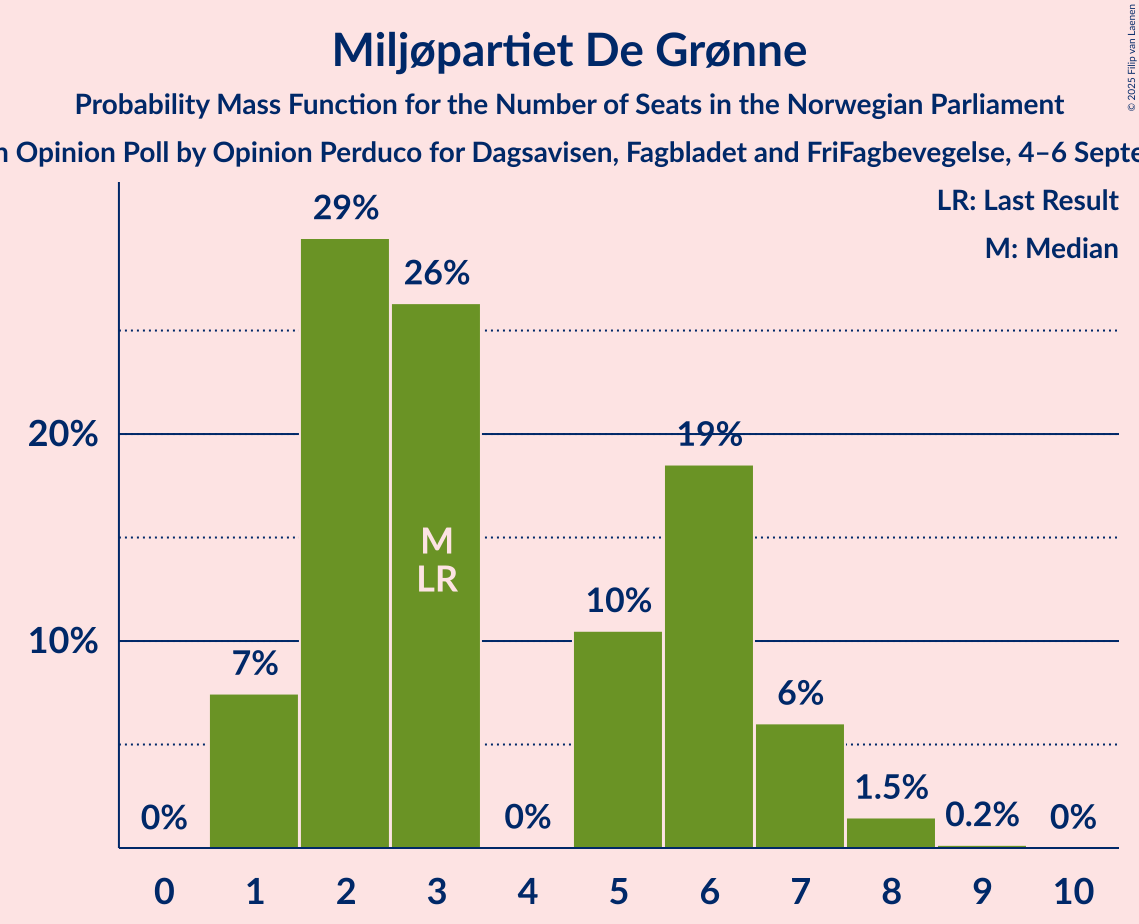 Miljøpartiet De Grønne
Probability Mass Function for the Number of Seats in the Norwegian Parliament
Opinion Poll by Opinion Perduco for Dagsavisen, Fagbladet and FriFagbevegelse, 4–6
© 2025 Filip van Laenen
LR: Last Result
M: Median
29%
26%
20%
19%
M
LR
10%
10%
7%
6%
1.5%
0%
0%
0.2%
0%
0 1 2 3 4 5 6 7 8 9 10